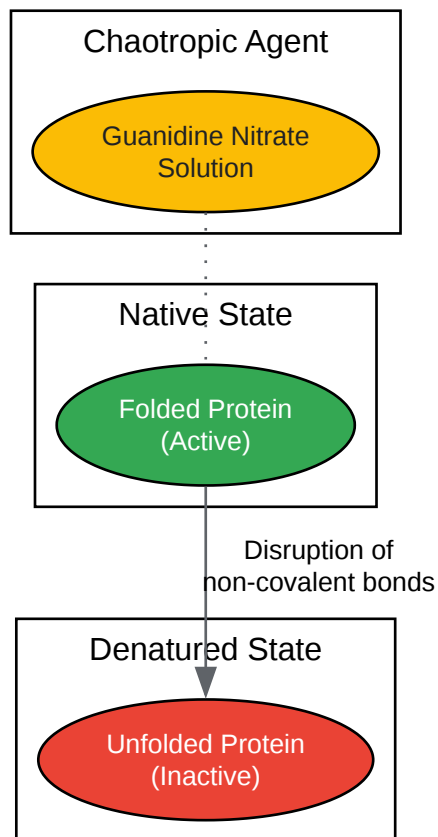 Chaotropic Agent
Guanidine Nitrate
Solution
Native State
Folded Protein
(Active)
Disruption of
non-covalent bonds
Denatured State
Unfolded Protein
(Inactive)